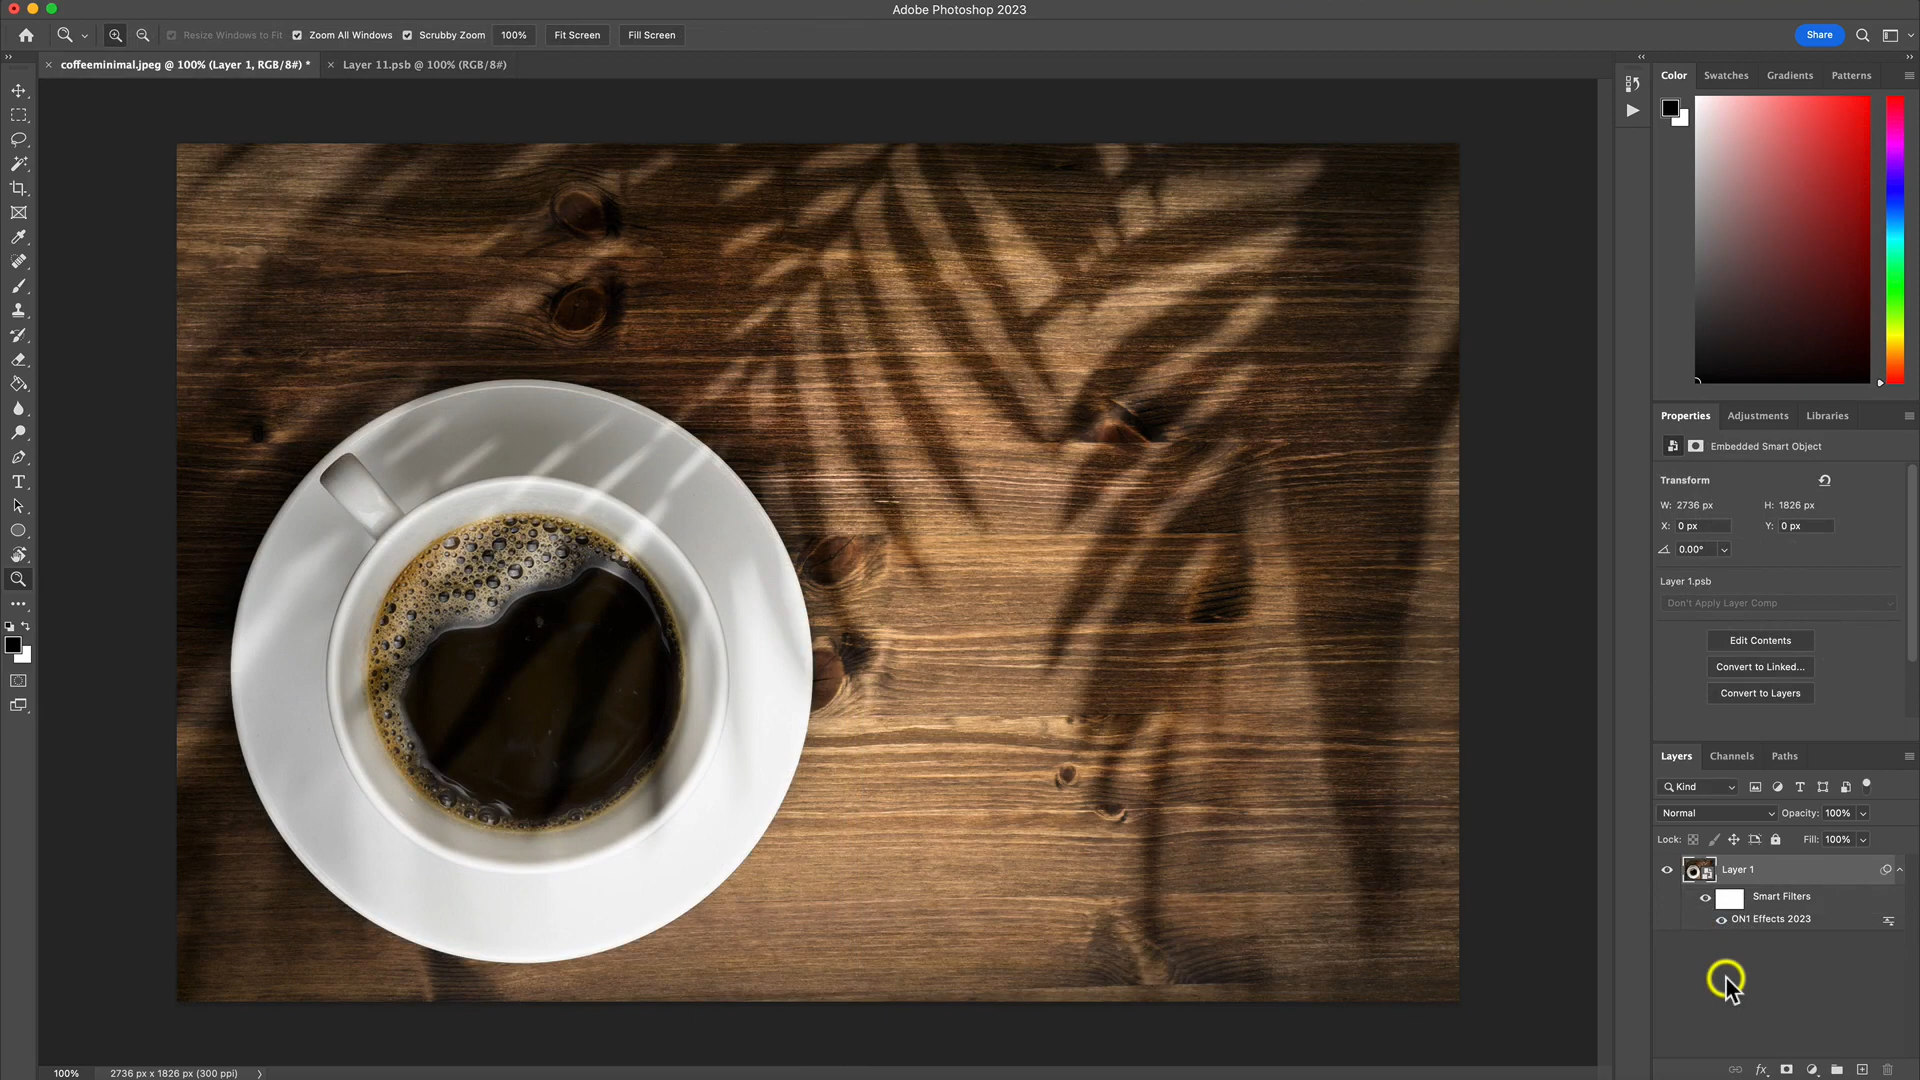 Adobe Photoshop 2023
Resize Windows to Fit Zoom All Windows Scrubby Zoom 100% Fit Screen Fill Screen Share
coffeeminimal.jpeg @ 100% (Layer 1, RGB/8#) * Layer 11.psb @ 100% (RGB/8#)
Color Swatches Gradients Patterns
Properties Adjustments Libraries
Embedded Smart Object
Transform
W: 2736 px H: 1826 px
X: 0 px Y: 0 px
0.00°
Layer 1.psb
Don't Apply Layer Comp
Edit Contents
Convert to Linked...
Convert to Layers
Layers Channels Paths
Kind
Normal Opacity: 100%
Lock: Fill: 100%
Layer 1
Smart Filters
ON1 Effects 2023
100% 2736 px x 1826 px (300 ppi)
fx